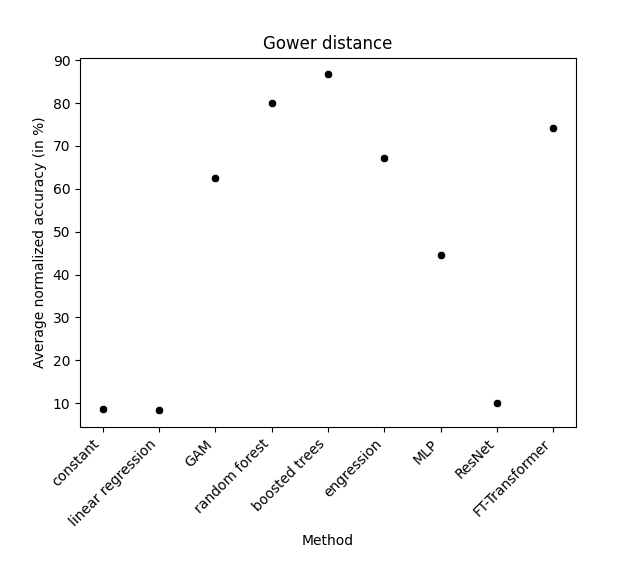 Gower distance
Average normalized accuracy (in %)
90
80
70
60
50
40
30
20
10
constant
linear regression
GAM
random forest
boosted trees
engression
MLP
ResNet
FT-Transformer
Method